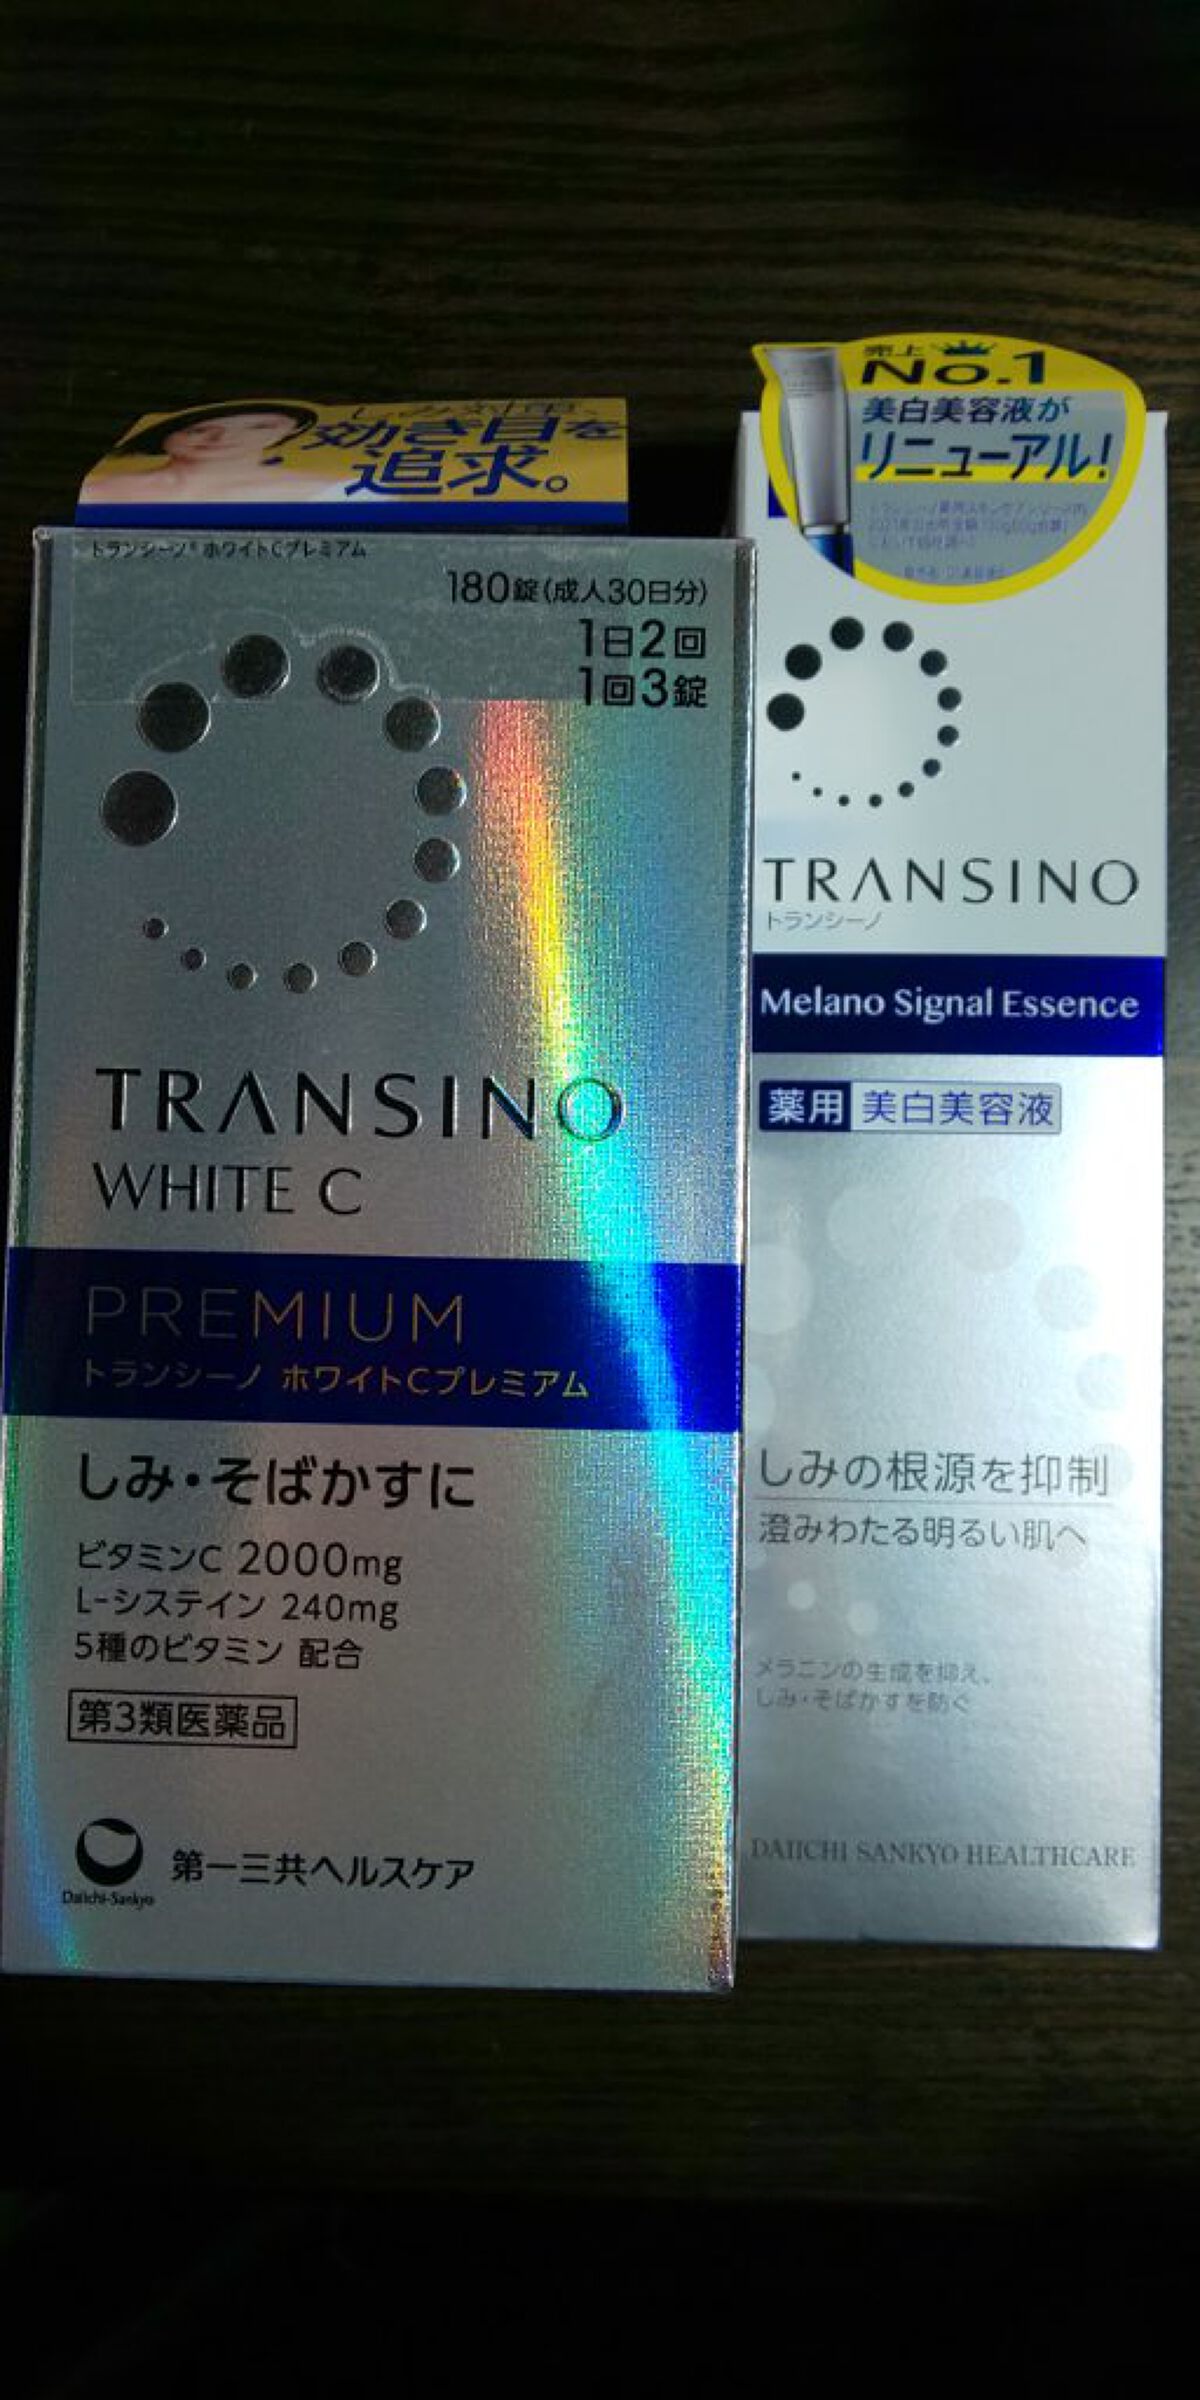 しみ対策、
効き目を
追求。
トランシーノ® ホワイトCプレミアム
180錠(成人30日分)
1日2回
1回3錠
TRANSINO
WHITE C
PREMIUM
トランシーノ ホワイトCプレミアム
しみ・そばかすに
ビタミンC 2000mg
L-システイン 240mg
5種のビタミン 配合
第3類医薬品
Daiichi-Sankyo
第一三共ヘルスケア
売上
No.1
美白美容液が
リニューアル!
TRANSINO
トランシーノ
Melano Signal Essence
薬用 美白美容液
しみの根源を抑制
澄みわたる明るい肌へ
メラニンの生成を抑え、
しみ・そばかすを防ぐ
DAIICHI SANKYO HEALTHCARE